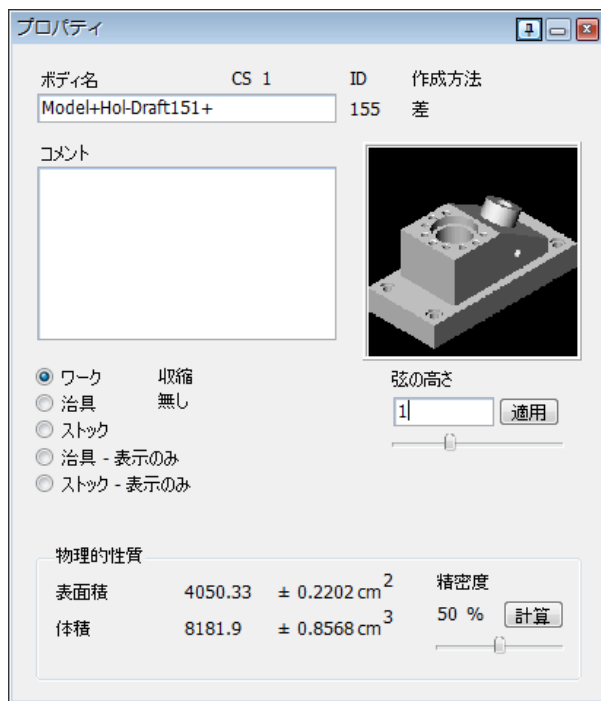 プロパティ
ボディ名 CS 1 ID 作成方法
Model+Hol-Draft151+ 155 差
コメント
ワーク 収縮
治具 無し
ストック
治具 - 表示のみ
ストック - 表示のみ
弦の高さ
1 適用
物理的性質
表面積 4050.33 ± 0.2202 cm2
体積 8181.9 ± 0.8568 cm3
精密度
50 % 計算